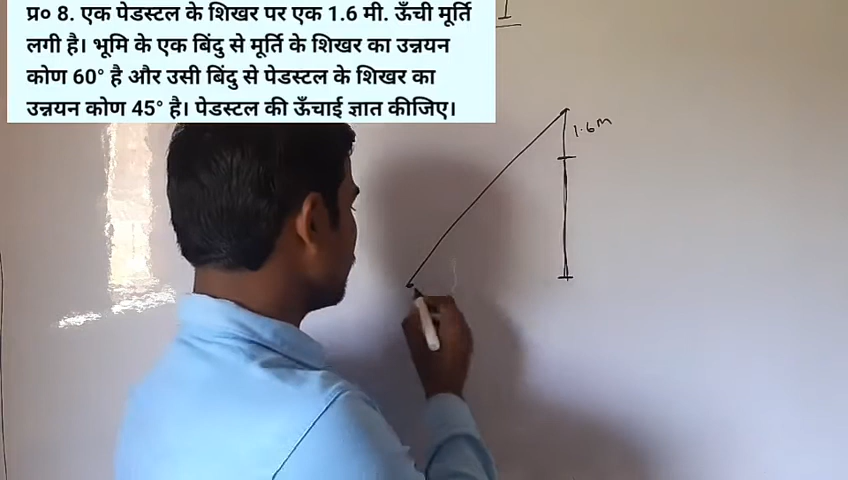 प्र० 8. एक पेडस्टल के शिखर पर एक 1.6 मी. ऊँची मूर्ति
लगी है। भूमि के एक बिंदु से मूर्ति के शिखर का उन्नयन
कोण 60° है और उसी बिंदु से पेडस्टल के शिखर का
उन्नयन कोण 45° है। पेडस्टल की ऊँचाई ज्ञात कीजिए।
1.6m